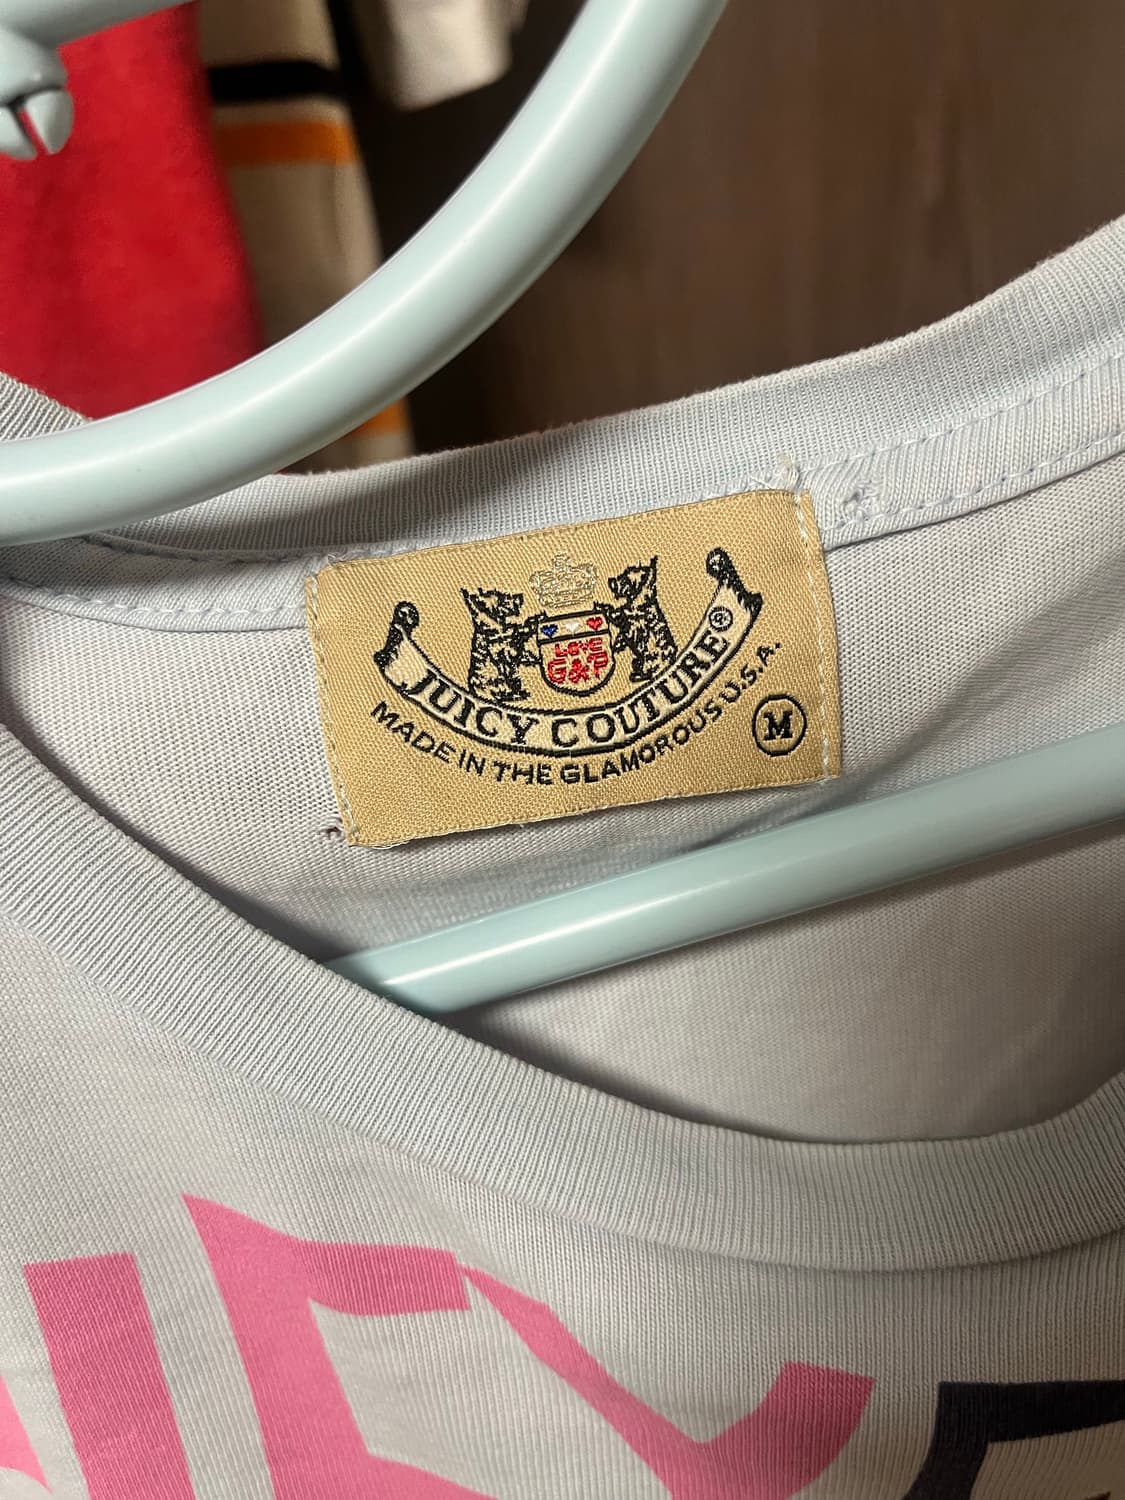 LOVE
G&P
JUICY COUTURE®
MADE IN THE GLAMOROUS U.S.A.
M